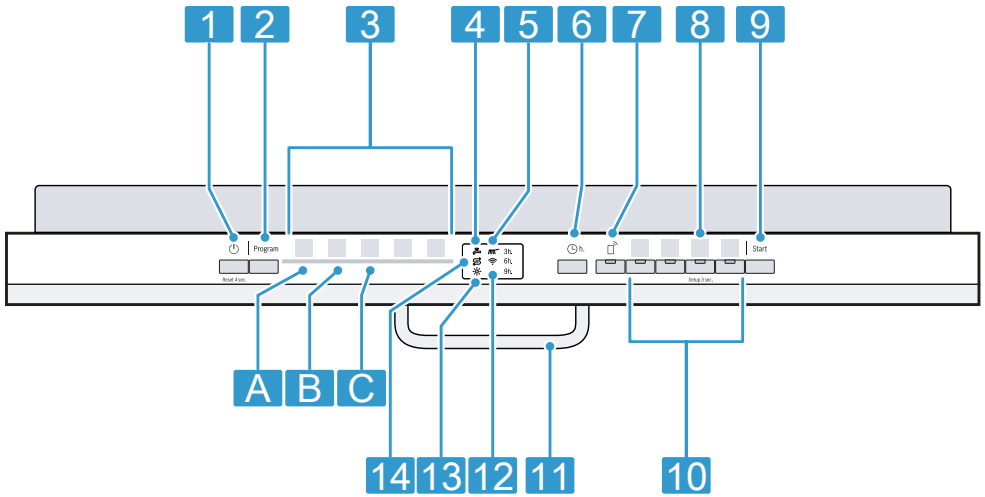 1 2 3 4 5 6 7 8 9
Program 3h. h. Start
6h.
9h.
Reset 4 sec. Setup 3 sec.
A B C
14 13 12 11 10